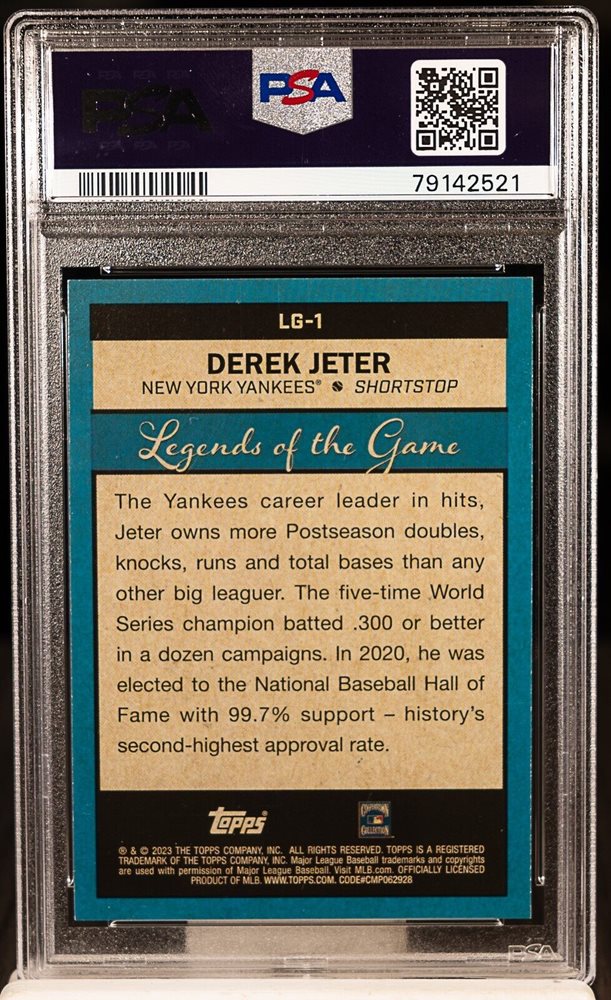 PSA
PSA
79142521
LG-1
DEREK JETER
NEW YORK YANKEES® SHORTSTOP
Legends of the Game
The Yankees career leader in hits,
Jeter owns more Postseason doubles,
knocks, runs and total bases than any
other big leaguer. The five-time World
Series champion batted .300 or better
in a dozen campaigns. In 2020, he was
elected to the National Baseball Hall of
Fame with 99.7% support – history's
second-highest approval rate.
Topps®
COOPERSTOWN
COLLECTION
® & © 2023 THE TOPPS COMPANY, INC. ALL RIGHTS RESERVED. TOPPS IS A REGISTERED
TRADEMARK OF THE TOPPS COMPANY, INC. Major League Baseball trademarks and copyrights
are used with permission of Major League Baseball. Visit MLB.com. OFFICIALLY LICENSED
PRODUCT OF MLB. WWW.TOPPS.COM. CODE#CMP062928
PSA